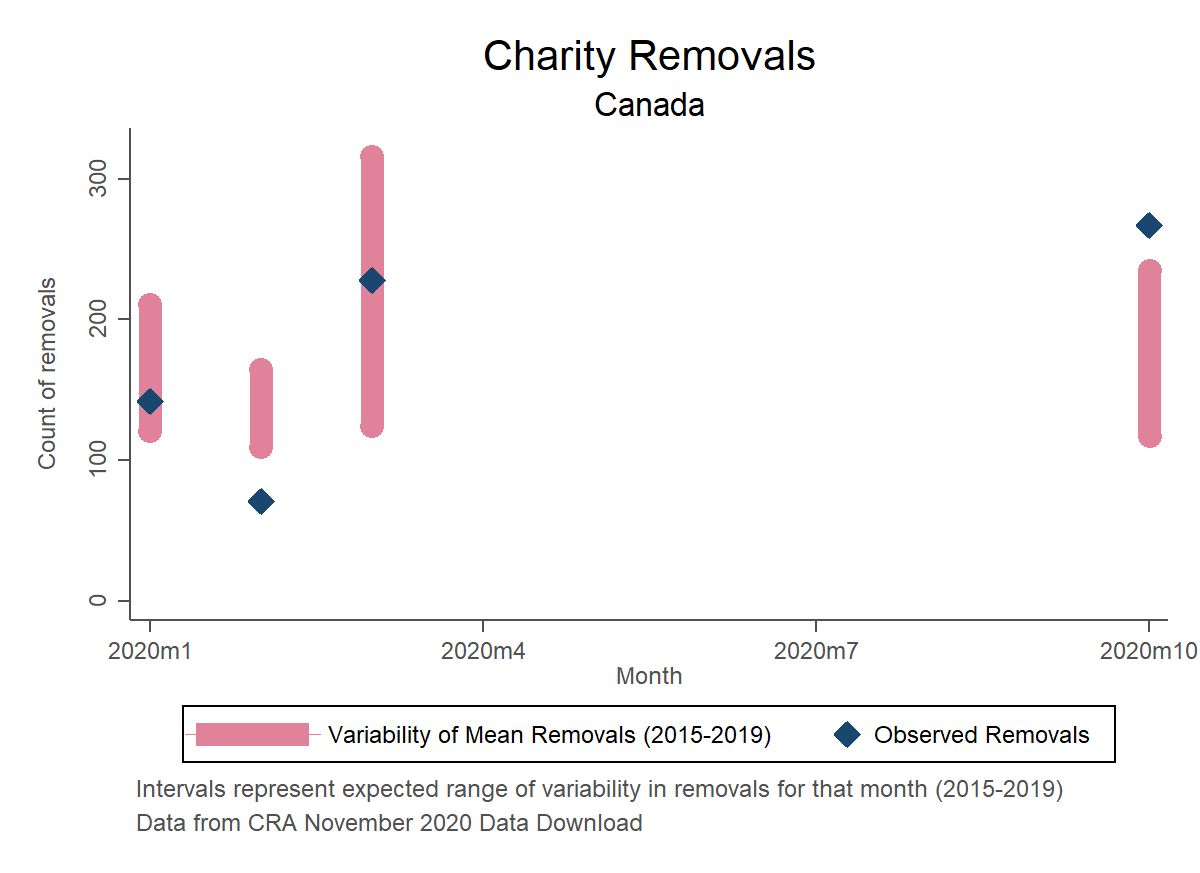 Charity Removals
Canada
Count of removals
300
200
100
0
2020m1 2020m4 2020m7 2020m10
Month
Variability of Mean Removals (2015-2019) Observed Removals
Intervals represent expected range of variability in removals for that month (2015-2019)
Data from CRA November 2020 Data Download